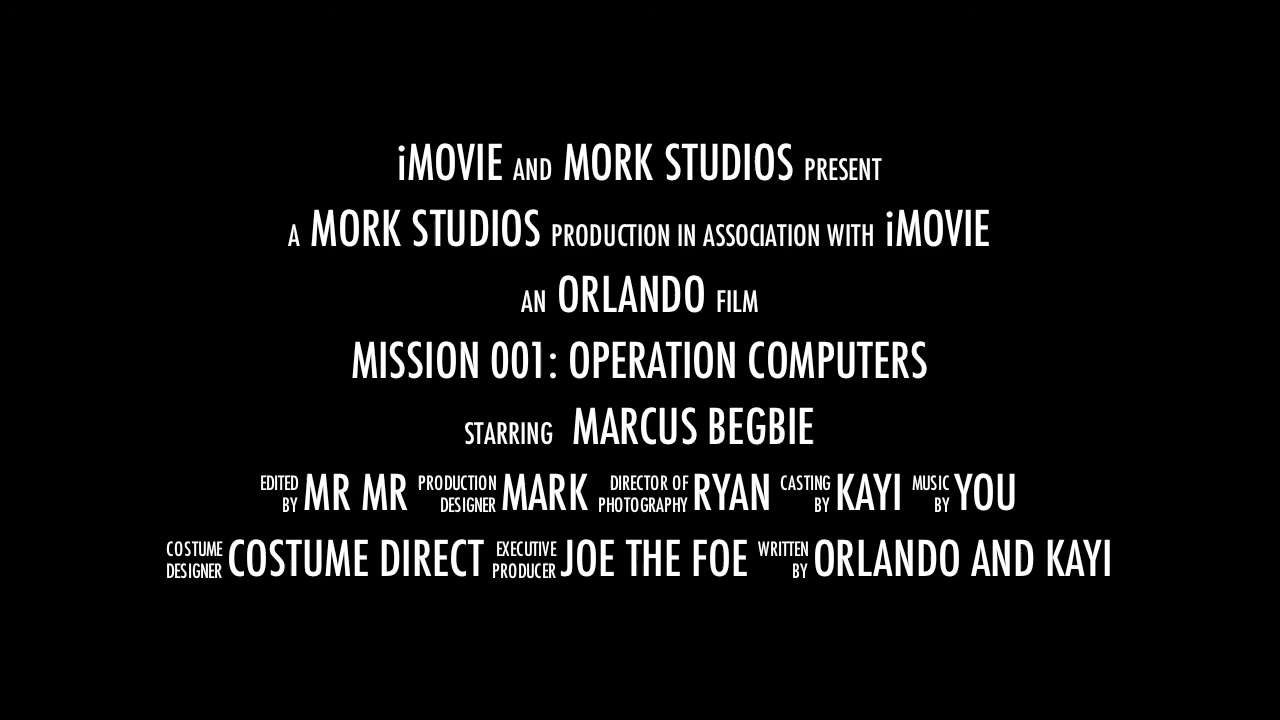 iMOVIE AND MORK STUDIOS PRESENT
A MORK STUDIOS PRODUCTION IN ASSOCIATION WITH iMOVIE
AN ORLANDO FILM
MISSION 001: OPERATION COMPUTERS
STARRING MARCUS BEGBIE
EDITED BY MR MR PRODUCTION DESIGNER MARK DIRECTOR OF PHOTOGRAPHY RYAN CASTING BY KAYI MUSIC BY YOU
COSTUME DESIGNER COSTUME DIRECT EXECUTIVE PRODUCER JOE THE FOE WRITTEN BY ORLANDO AND KAYI